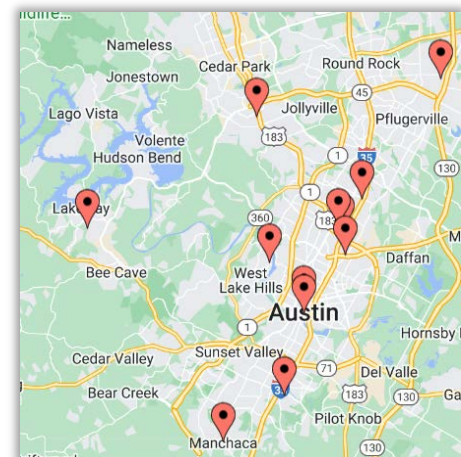 Nameless
Cedar Park
Round Rock
Jonestown
45
Jollyville
Lago Vista
Pflugerville
183
Volente
1
35
Hudson Bend
130
1
360
183
Bee Cave
West
Lake Hills
Daffan
Austin
Hornsby
1
Sunset Valley
Cedar Valley
71
Del Valle
Bear Creek
183
Pilot Knob
130
Manchaca
130